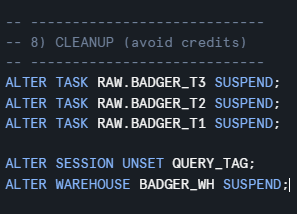 -- ----------------------------
-- 8) CLEANUP (avoid credits)
-- ----------------------------
ALTER TASK RAW.BADGER_T3 SUSPEND;
ALTER TASK RAW.BADGER_T2 SUSPEND;
ALTER TASK RAW.BADGER_T1 SUSPEND;
ALTER SESSION UNSET QUERY_TAG;
ALTER WAREHOUSE BADGER_WH SUSPEND;